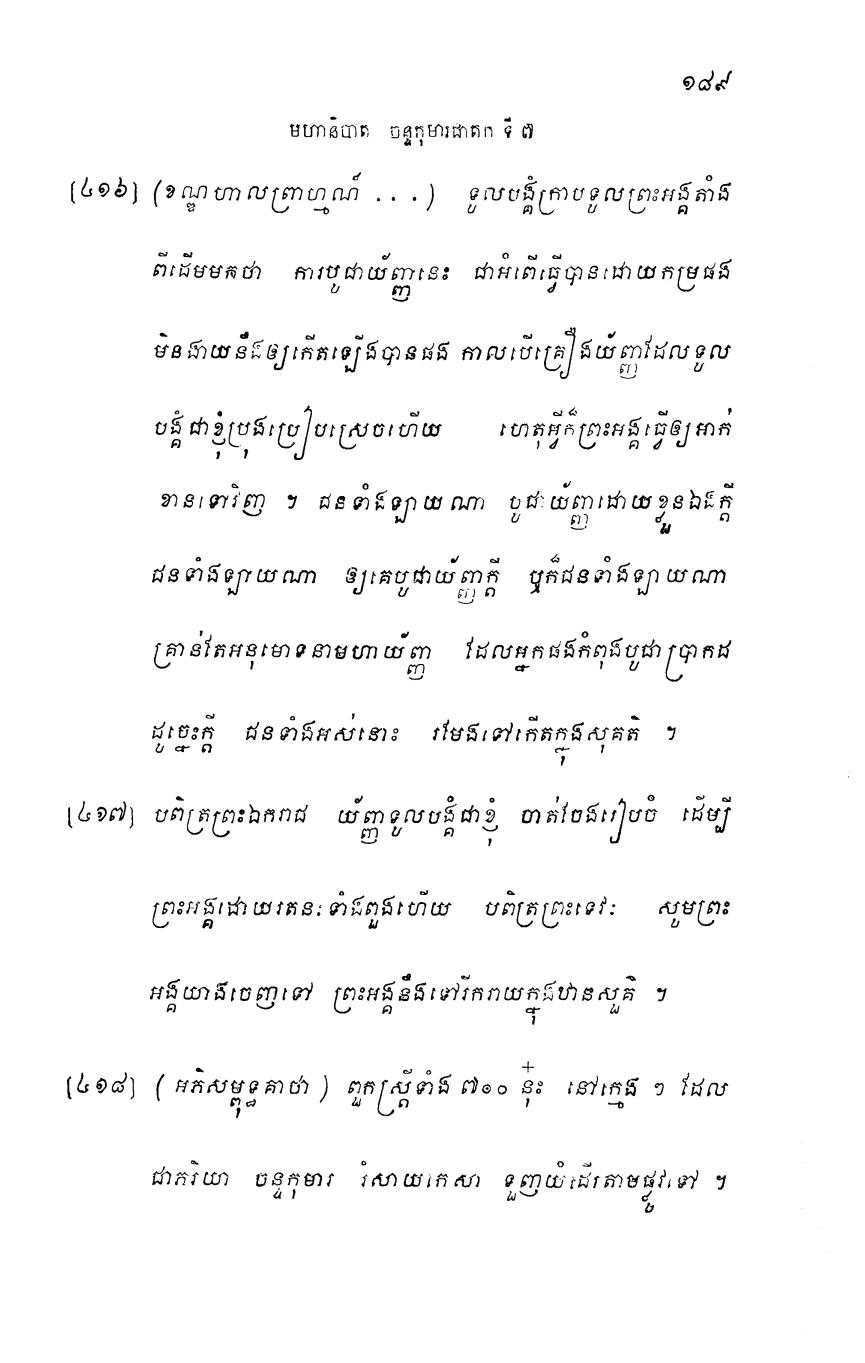 ១៨៩
មហានិបាត ចន្ទកុមារជាតក ទី ៧
[៤១៦] (ខណ្ឌហាលព្រាហ្មណ៍ . . . ) ទូលបង្គំក្រាបទូលព្រះអង្គតាំង
ពីដើមមកថា ការបូជាយ័ញ្ញនេះ ជាអំពើធ្វើបានដោយកម្រផង
មិនងាយនឹងឲ្យកើតឡើងបានផង កាលបើគ្រឿងយ័ញ្ញដែលទូល
បង្គំជាខ្ញុំប្រុងប្រៀបស្រេចហើយ ហេតុអ្វីក៏ព្រះអង្គធ្វើឲ្យអាក់
ខានទៅវិញ ។ ជនទាំងឡាយណា បូជាយ័ញ្ញដោយខ្លួនឯងក្តី
ជនទាំងឡាយណា ឲ្យគេបូជាយ័ញ្ញក្តី ឬក៏ជនទាំងឡាយណា
គ្រាន់តែអនុមោទនាមហាយ័ញ្ញ ដែលអ្នកផងកំពុងបូជាប្រាកដ
ដូច្នេះក្តី ជនទាំងអស់នោះ រមែងទៅកើតក្នុងសុគតិ ។
[៤១៧] បពិត្រព្រះឯករាជ យ័ញ្ញទូលបង្គំជាខ្ញុំ ចាត់ចែងរៀបចំ ដើម្បី
ព្រះអង្គដោយរតនៈទាំងពួងហើយ បពិត្រព្រះទេវៈ សូមព្រះ
អង្គយាងចេញទៅ ព្រះអង្គនឹងទៅរីករាយក្នុងឋានសួគ៌ ។
[៤១៨] (អភិសម្ពុទ្ធគាថា) ពួកស្ត្រីទាំង ៧០០ នុ៎ះ នៅក្មេង ៗ ដែល
ជាភរិយា ចន្ទកុមារ រំសាយកេសា ទួញយំដើរតាមផ្លូវទៅ ។